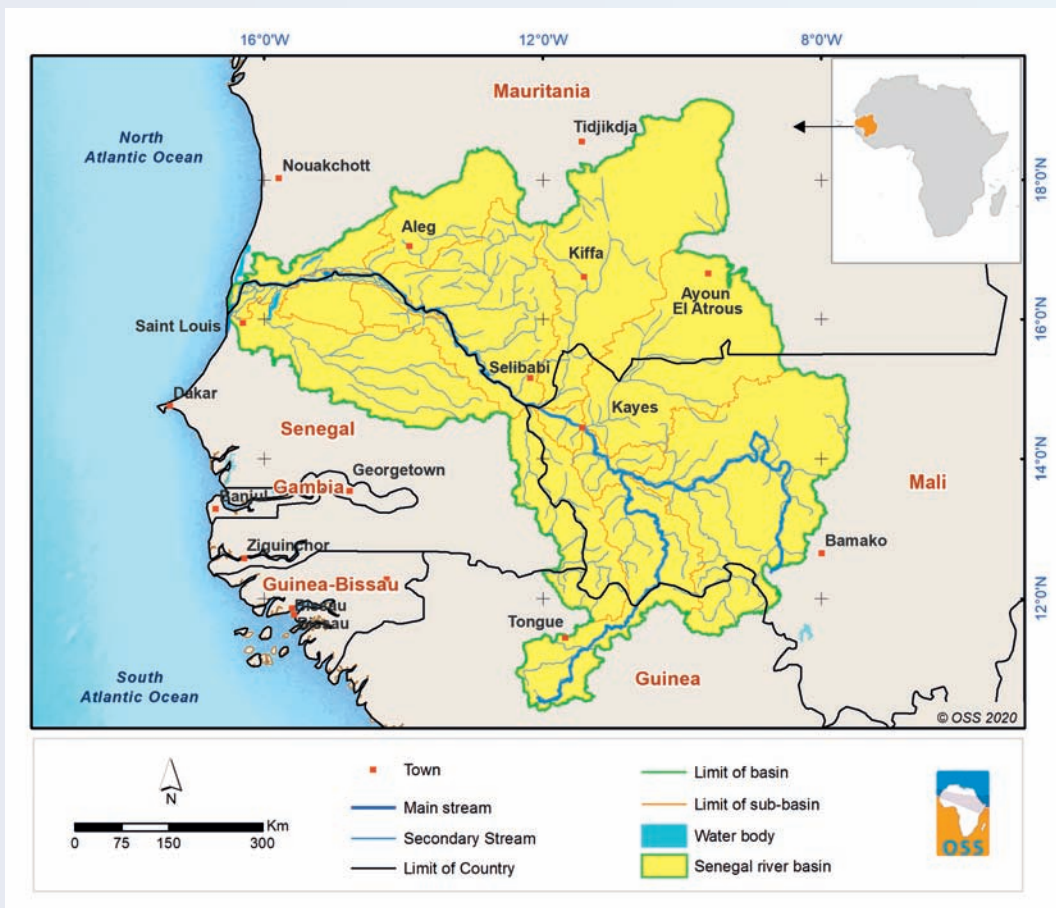 16°0'W
12°0'W
8°0'W
Mauritania
Tidjikdja
North
Atlantic Ocean
Nouakchott
18°0'N
Aleg
Kiffa
Ayoun
El Atrous
16°0'N
Saint Louis
Selibabi
Dakar
Kayes
Senegal
14°0'N
Georgetown
Gambia
Banjul
Mali
Bamako
Ziguinchor
Guinea-Bissau
Bissau
Bissau
12°0'N
Tongue
South
Atlantic Ocean
Guinea
© OSS 2020
N
Km
0 75 150 300
Town
Main stream
Secondary Stream
Limit of Country
Limit of basin
Limit of sub-basin
Water body
Senegal river basin
OSS